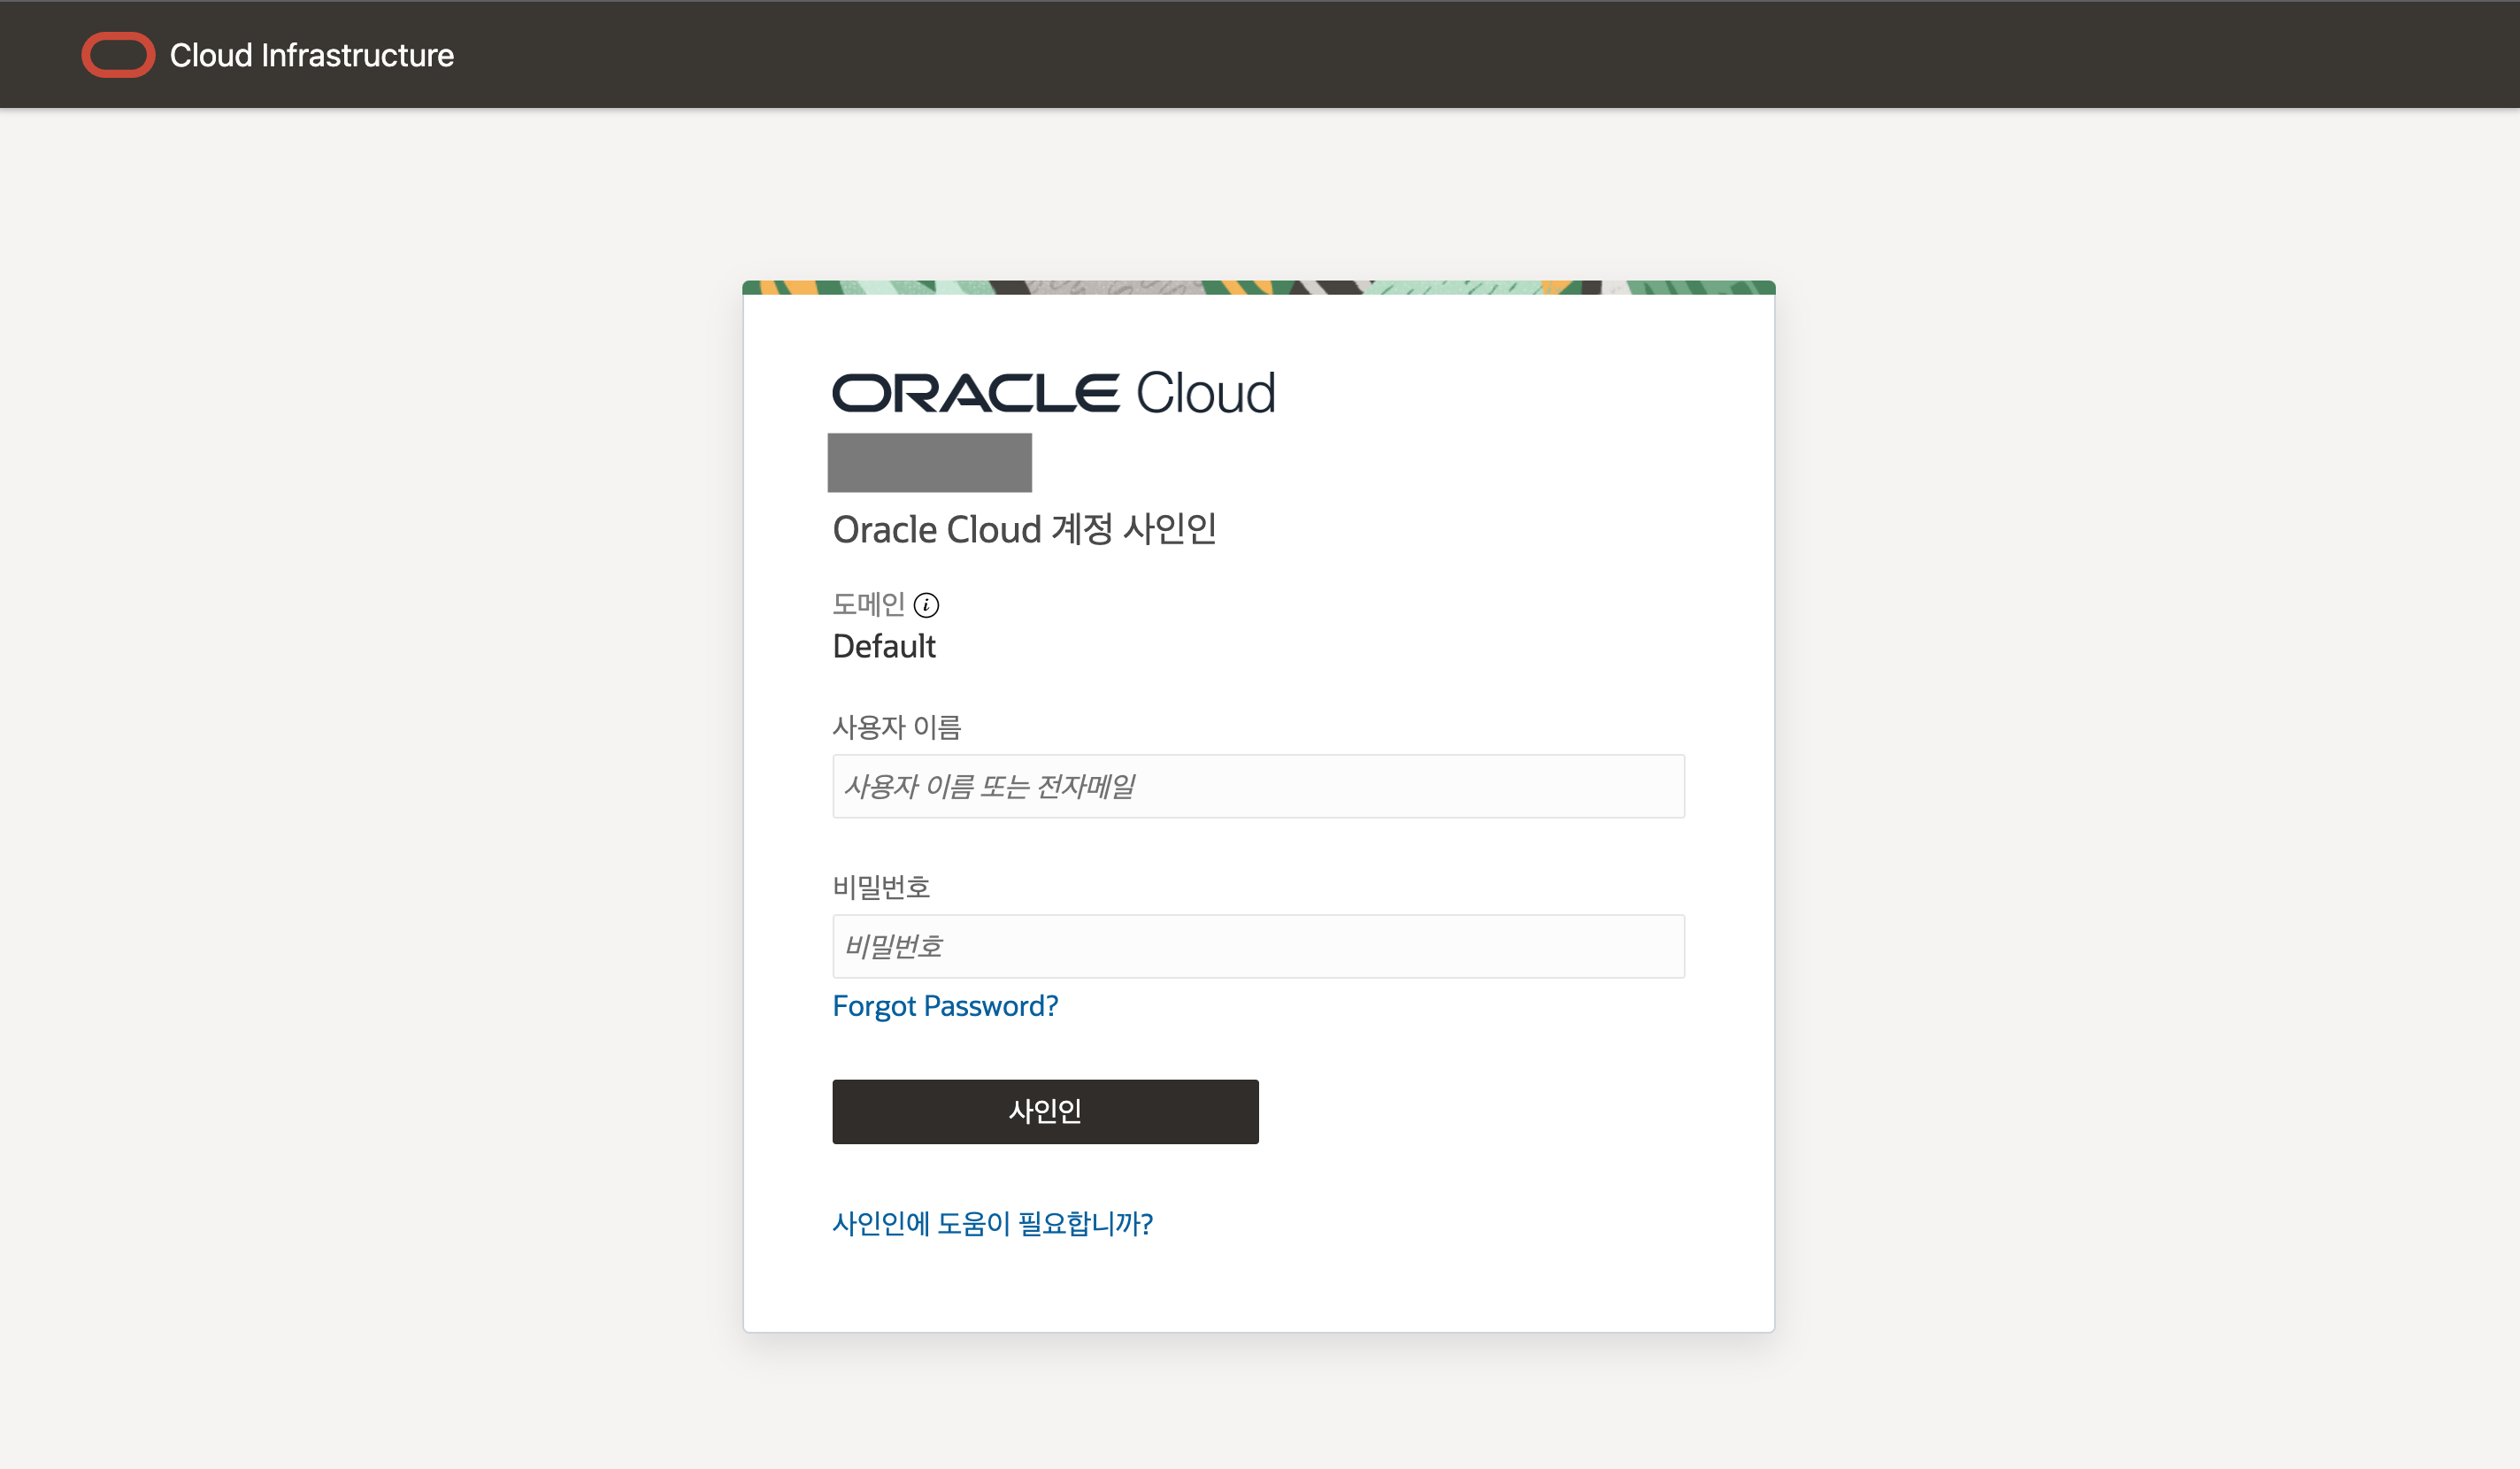 Cloud Infrastructure
ORACLE Cloud
Oracle Cloud 계정 사인인
도메인
Default
사용자 이름
사용자 이름 또는 전자메일
비밀번호
비밀번호
Forgot Password?
사인인
사인인에 도움이 필요합니까?